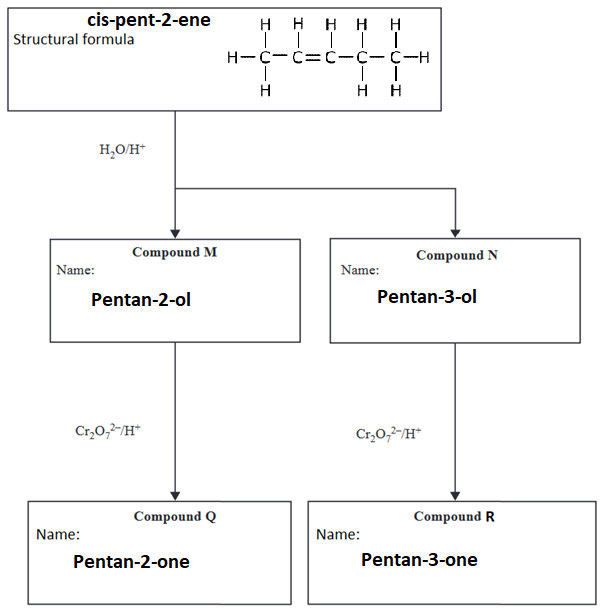 cis-pent-2-ene
Structural formula
H H H H H
H–C–C=C–C–C–H
H H H
H₂O/H⁺
Compound M
Name:
Pentan-2-ol
Compound N
Name:
Pentan-3-ol
Cr₂O₇²⁻/H⁺
Cr₂O₇²⁻/H⁺
Compound Q
Name:
Pentan-2-one
Compound R
Name:
Pentan-3-one